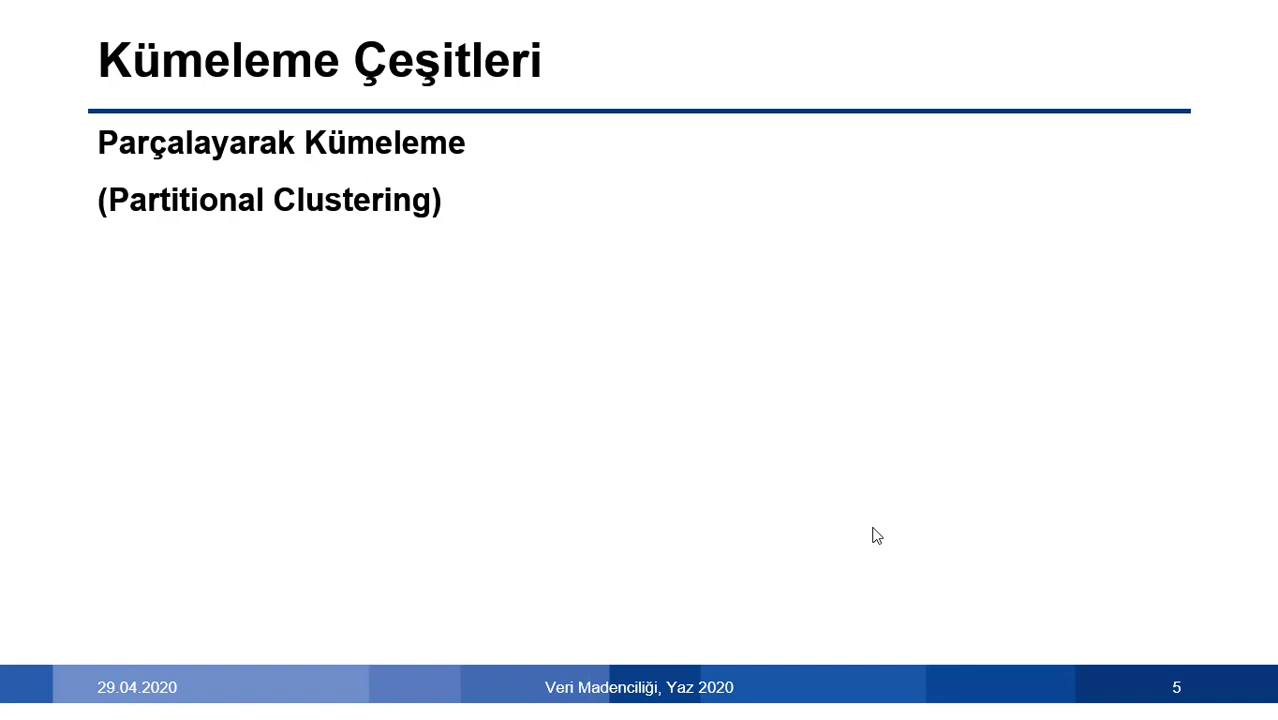 Kümeleme Çeşitleri
Parçalayarak Kümeleme
(Partitional Clustering)
29.04.2020
Veri Madenciliği, Yaz 2020
5